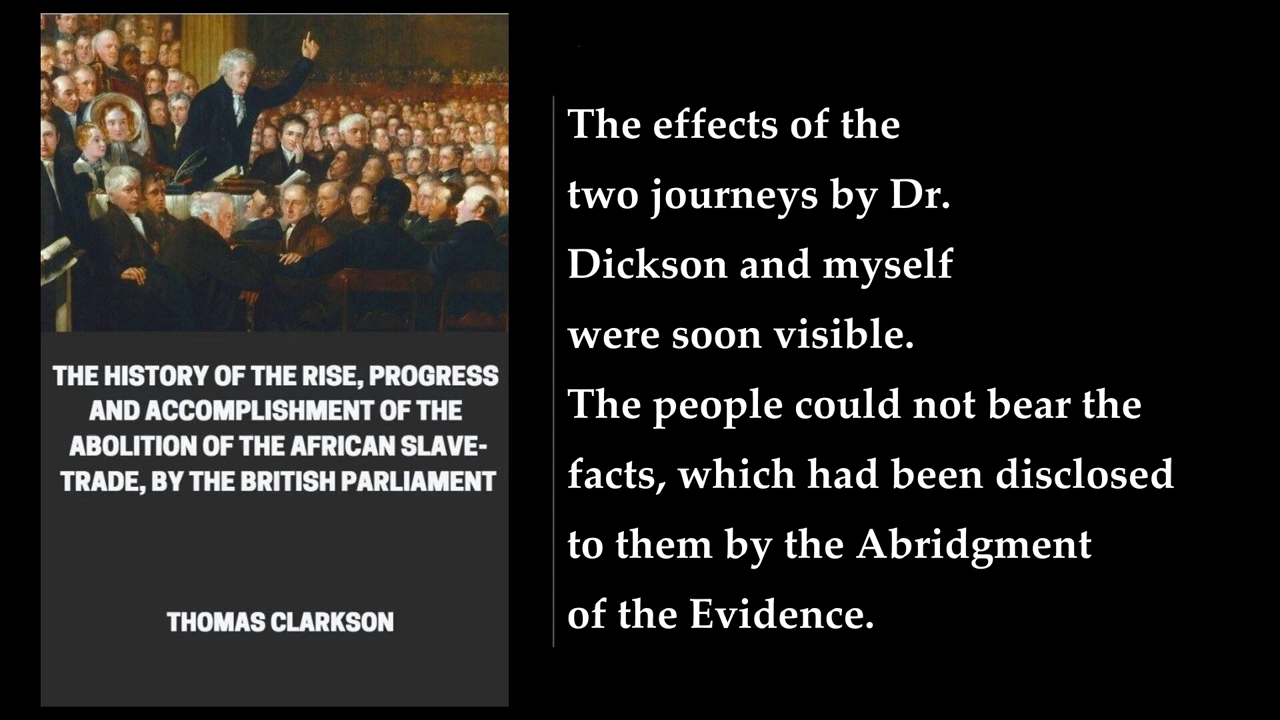 THE HISTORY OF THE RISE, PROGRESS
AND ACCOMPLISHMENT OF THE
ABOLITION OF THE AFRICAN SLAVE-
TRADE, BY THE BRITISH PARLIAMENT
THOMAS CLARKSON
The effects of the
two journeys by Dr.
Dickson and myself
were soon visible.
The people could not bear the
facts, which had been disclosed
to them by the Abridgment
of the Evidence.